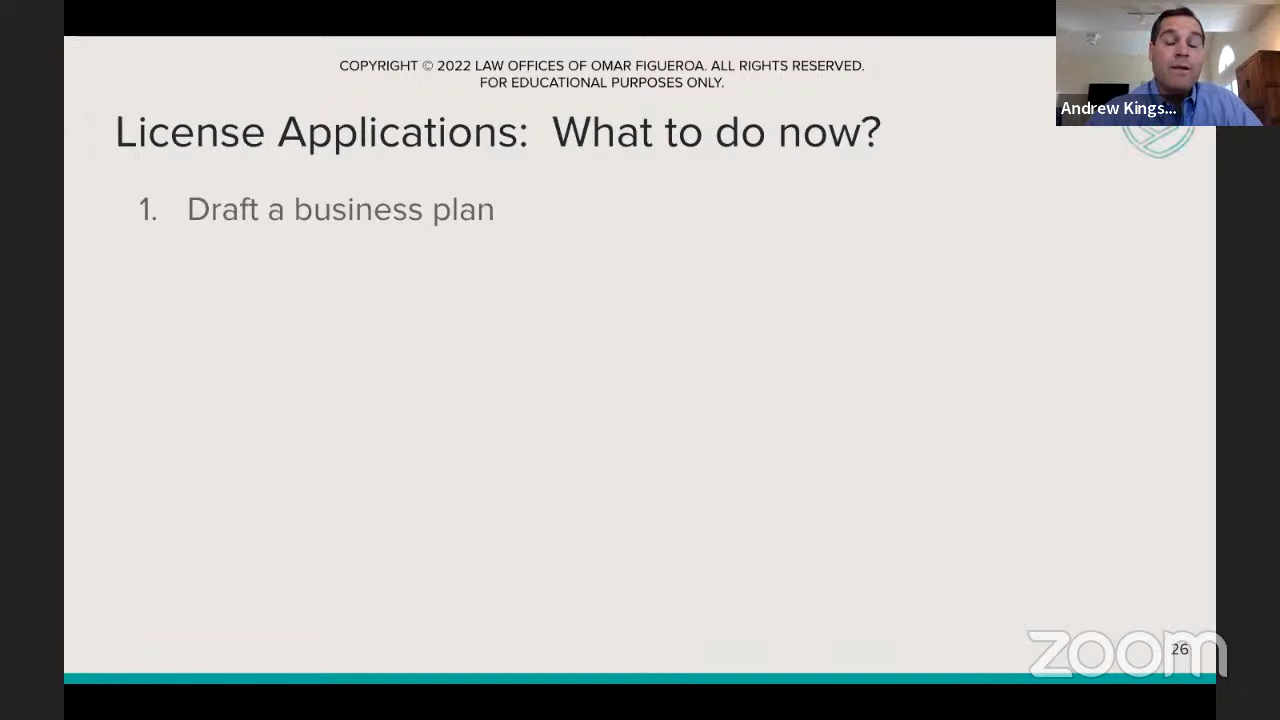 COPYRIGHT © 2022 LAW OFFICES OF OMAR FIGUEROA. ALL RIGHTS RESERVED.
FOR EDUCATIONAL PURPOSES ONLY.
Andrew Kings...
License Applications:  What to do now?
1. Draft a business plan
zoom
26